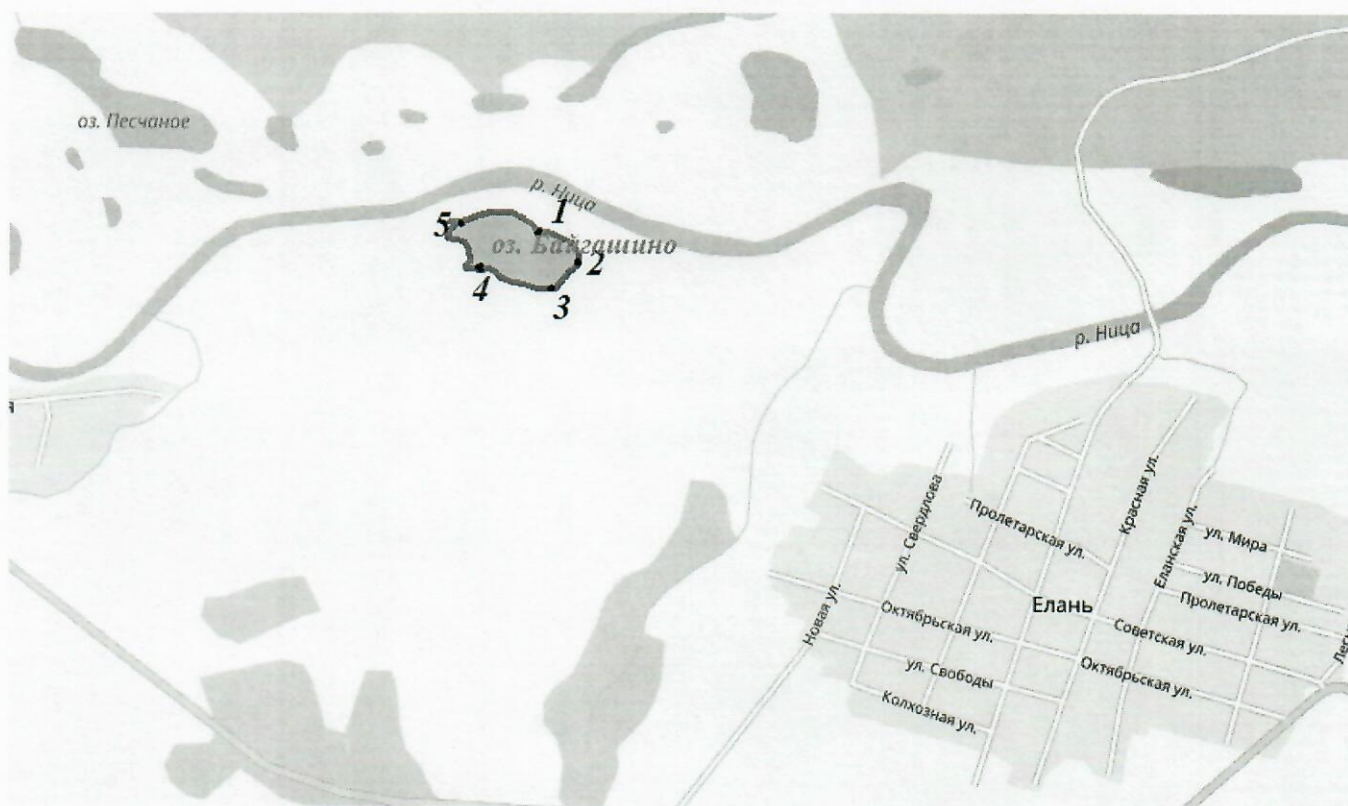 оз. Песчаное
р. Ница
1
5
оз. Байгашино
2
4
3
р. Ница
я
ул. Свердлова
Красная ул.
Пролетарская ул.
Еланская ул.
ул. Мира
ул. Победы
Пролетарская ул.
Новая ул.
Октябрьская ул.
Елань
Советская ул.
ул. Свободы
Октябрьская ул.
Колхозная ул.